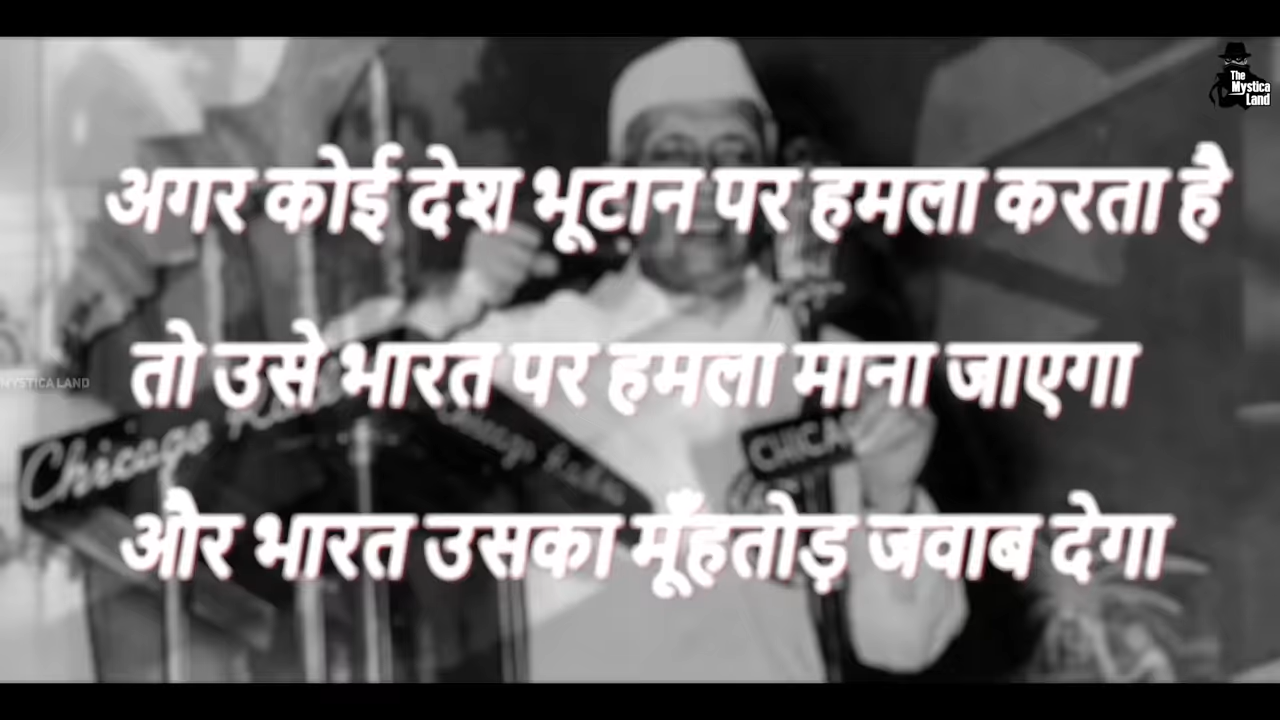 The
Mystica
Land
अगर कोई देश भूटान पर हमला करता है
तो उसे भारत पर हमला माना जाएगा
MYSTICA LAND
Chicago
CHICA
और भारत उसका मूँहतोड़ जवाब देगा